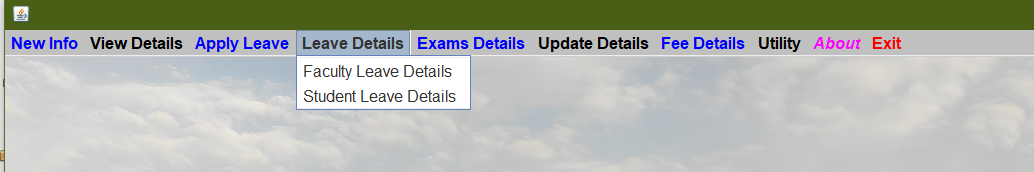 New Info View Details Apply Leave Leave Details Exams Details Update Details Fee Details Utility About Exit
Faculty Leave Details
Student Leave Details